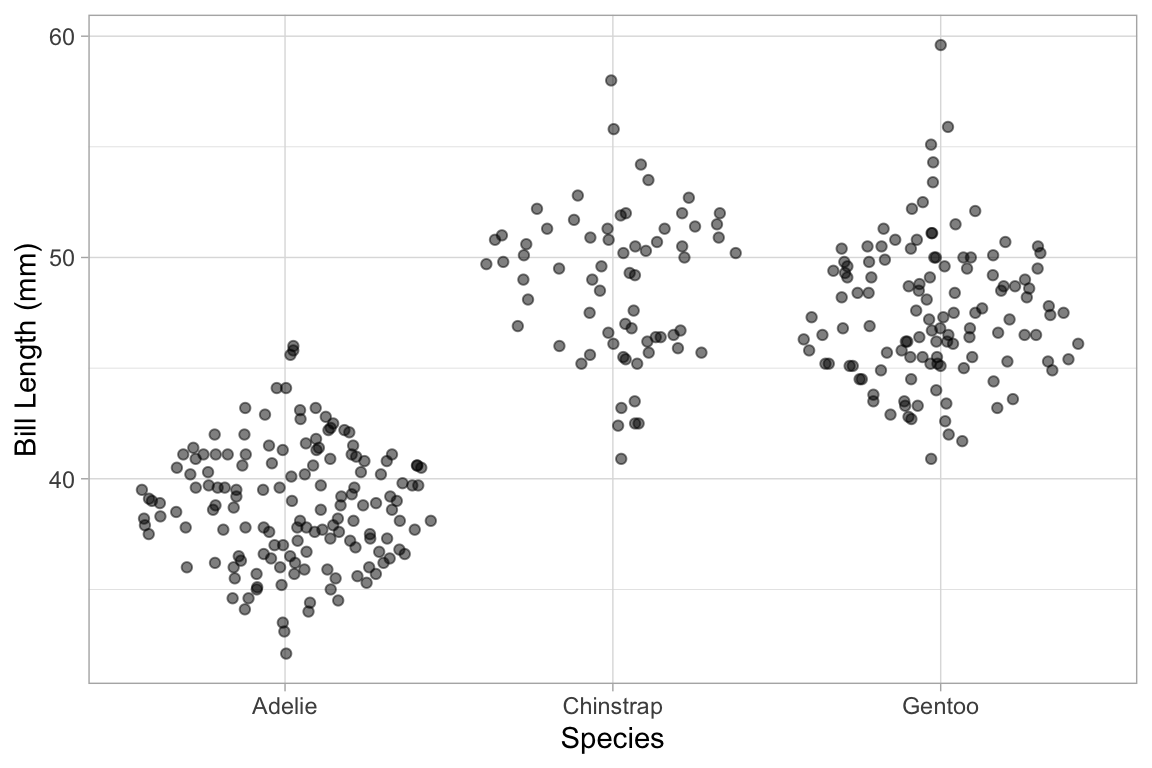 60
50
40
Bill Length (mm)
Adelie
Chinstrap
Gentoo
Species